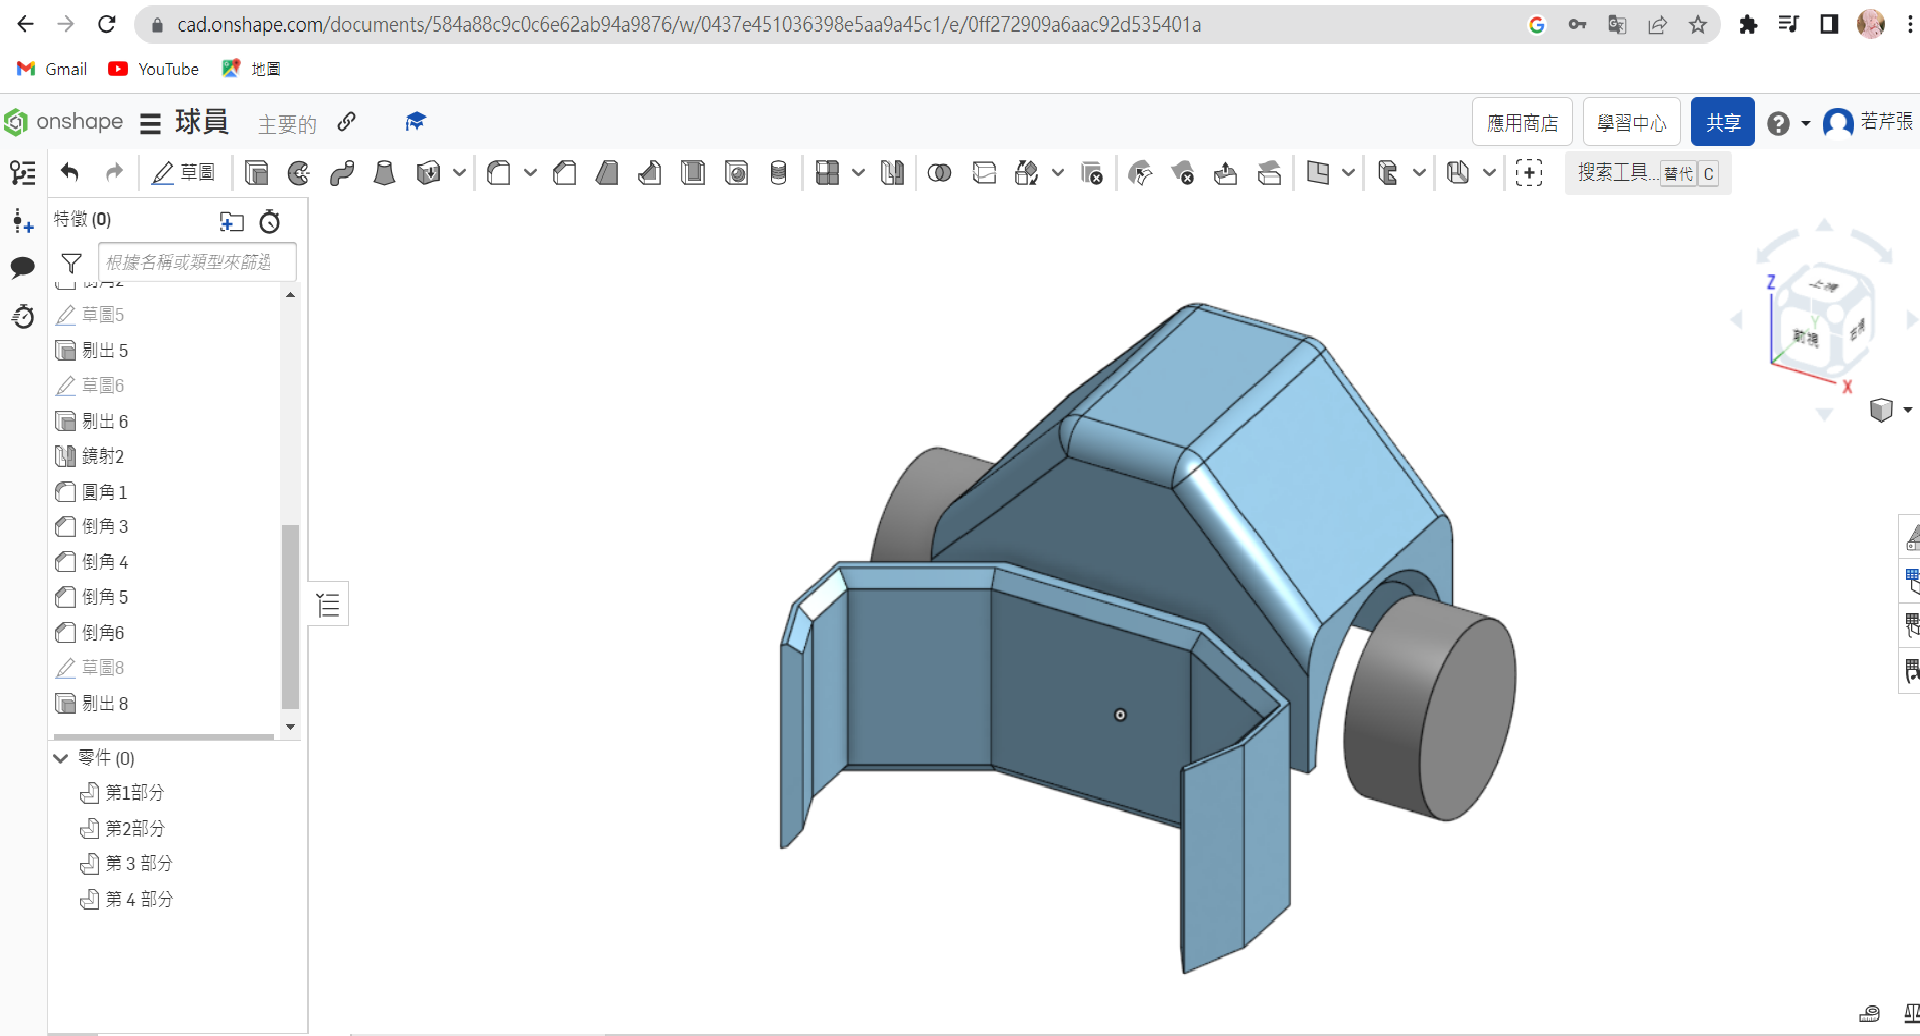 cad.onshape.com/documents/584a88c9c0c6e62ab94a9876/w/0437e451036398e5aa9a45c1/e/0ff272909a6aac92d535401a
Gmail YouTube 地圖
onshape 球員 主要的 應用商店 學習中心 共享 若芹張
草圖 搜索工具... 替代 C
特徵 (0)
根據名稱或類型來篩選
草圖5
剔出 5
草圖6
剔出 6
鏡射2
圓角 1
倒角 3
倒角 4
倒角 5
倒角6
草圖8
剔出 8
零件 (0)
第1部分
第2部分
第 3 部分
第 4 部分
Z
上視
Y
前視
右視
X